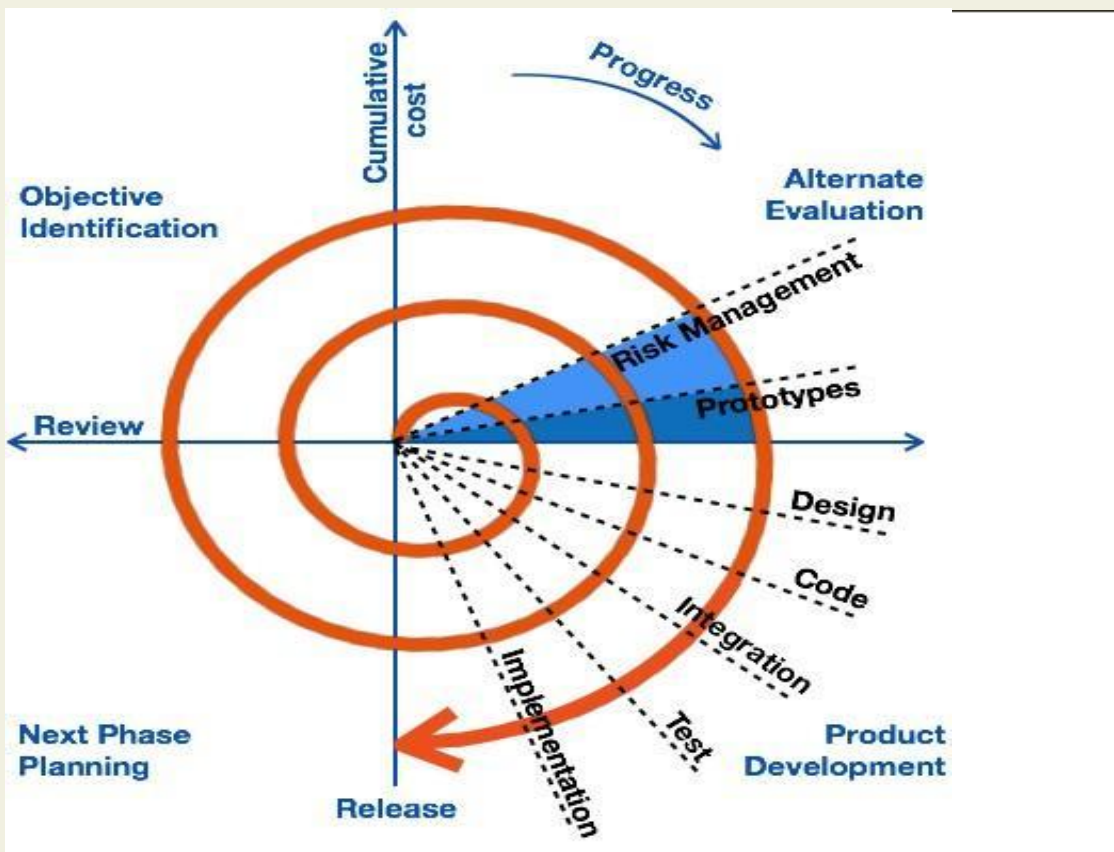 Cumulative
cost
Progress
Objective
Identification
Alternate
Evaluation
Risk Management
Prototypes
Review
Design
Code
Integration
Test
Implementation
Next Phase
Planning
Product
Development
Release